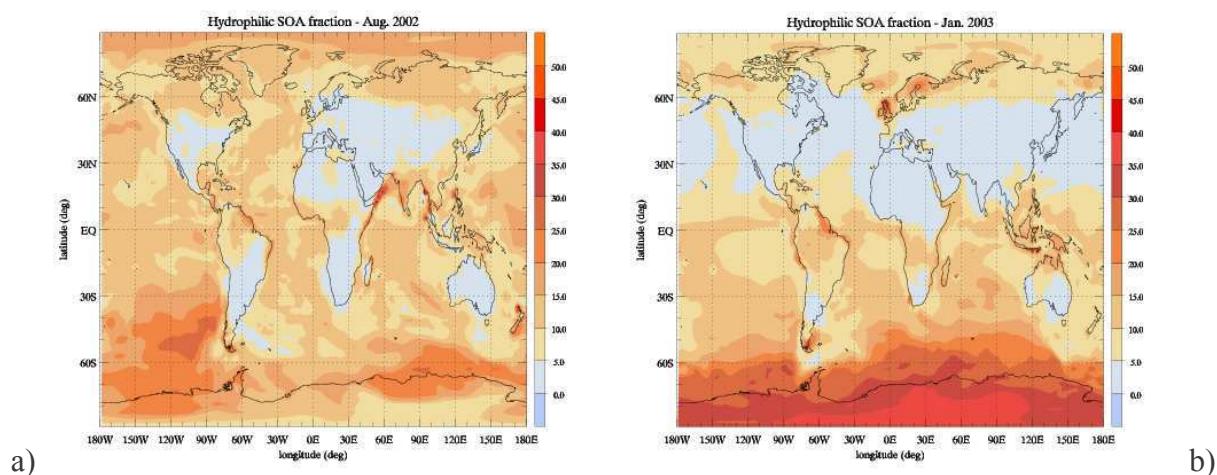 Hydrophilic SOA fraction - Aug. 2002
60N
30N
EQ
30S
60S
latitude (deg)
180W 150W 120W 90W 60W 30W 0E 30E 60E 90E 120E 150E 180E
longitude (deg)
50.0
45.0
40.0
35.0
30.0
25.0
20.0
15.0
10.0
5.0
0.0
a)
Hydrophilic SOA fraction - Jan. 2003
60N
30N
EQ
30S
60S
latitude (deg)
180W 150W 120W 90W 60W 30W 0E 30E 60E 90E 120E 150E 180E
longitude (deg)
50.0
45.0
40.0
35.0
30.0
25.0
20.0
15.0
10.0
5.0
0.0
b)